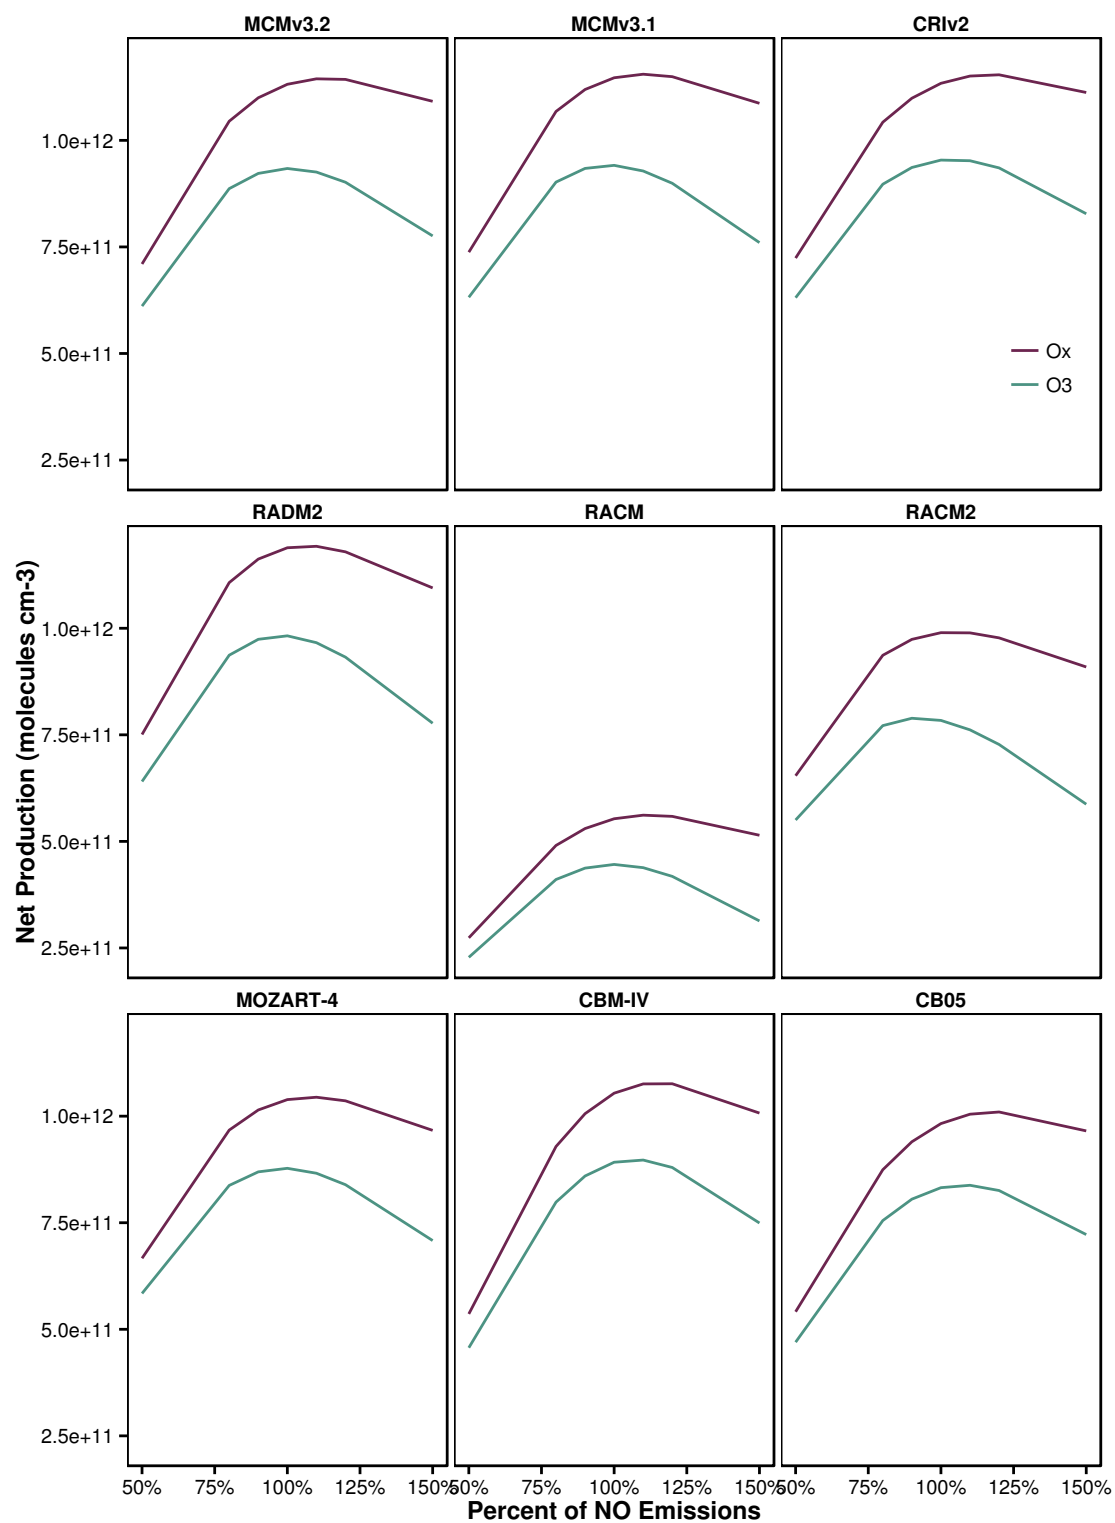 MCMv3.2 MCMv3.1 CRIv2
1.0e+12
7.5e+11
5.0e+11
2.5e+11
Ox
O3
RADM2 RACM RACM2
1.0e+12
7.5e+11
5.0e+11
2.5e+11
Net Production (molecules cm-3)
MOZART-4 CBM-IV CB05
1.0e+12
7.5e+11
5.0e+11
2.5e+11
50% 75% 100% 125% 150% 50% 75% 100% 125% 150% 50% 75% 100% 125% 150%
Percent of NO Emissions